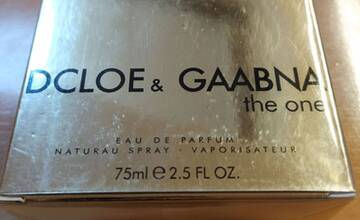 DCLOE & GAABNA
the one
EAU DE PARFUM
NATURAU SPRAY · VAPORISATEUR
75ml e 2.5 FL OZ.